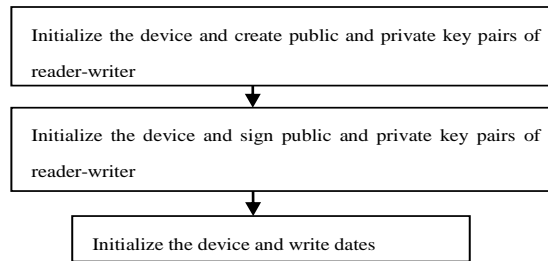 Initialize the device and create public and private key pairs of
reader-writer
Initialize the device and sign public and private key pairs of
reader-writer
Initialize the device and write dates